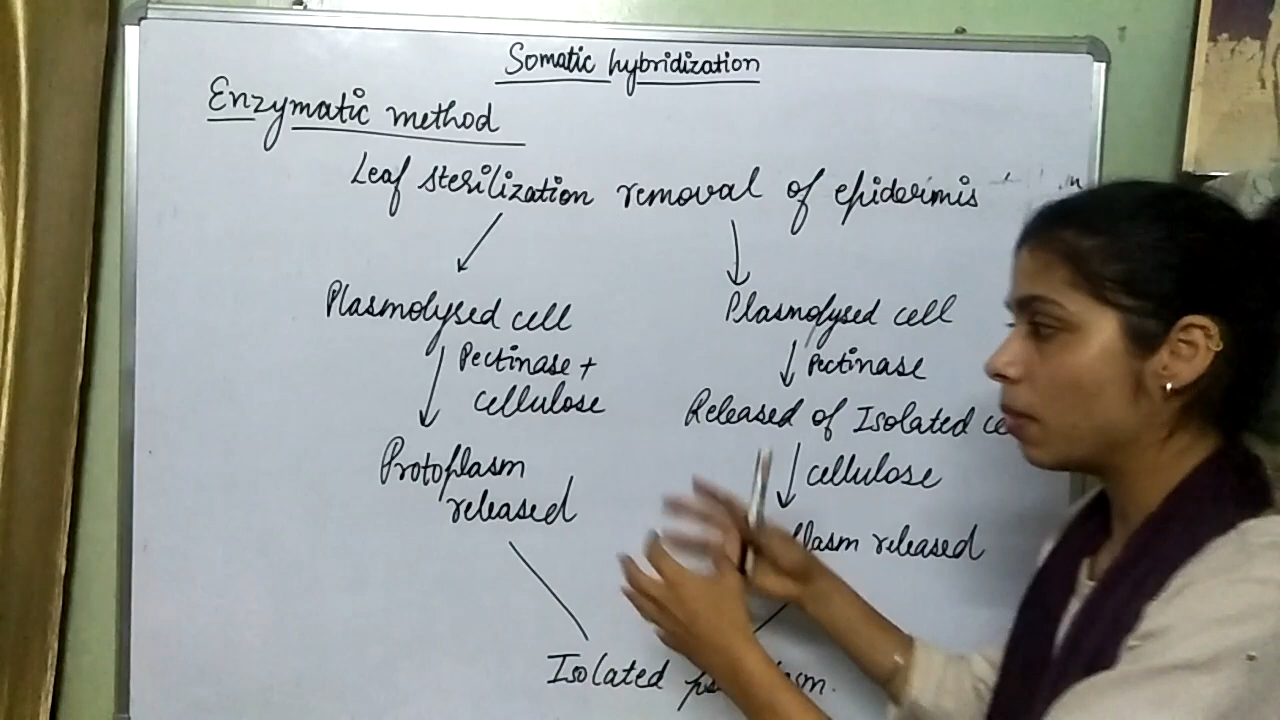 Somatic hybridization
Enzymatic method
Leaf sterilization removal of epidermis
Plasmolysed cell
Plasmolysed cell
Pectinase +
cellulose
Pectinase
Released of Isolated
cellulose
Protoplasm
released
released
Isolated